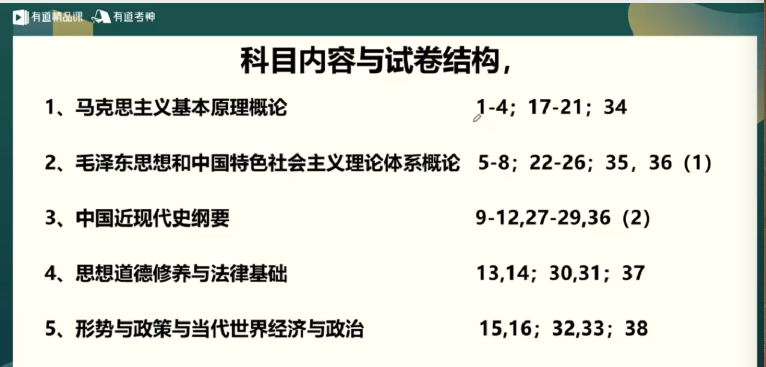 有道精品课 有道考神
科目内容与试卷结构，
1、马克思主义基本原理概论 1-4；17-21；34
2、毛泽东思想和中国特色社会主义理论体系概论 5-8；22-26；35，36（1）
3、中国近现代史纲要 9-12,27-29,36（2）
4、思想道德修养与法律基础 13,14；30,31；37
5、形势与政策与当代世界经济与政治 15,16；32,33；38